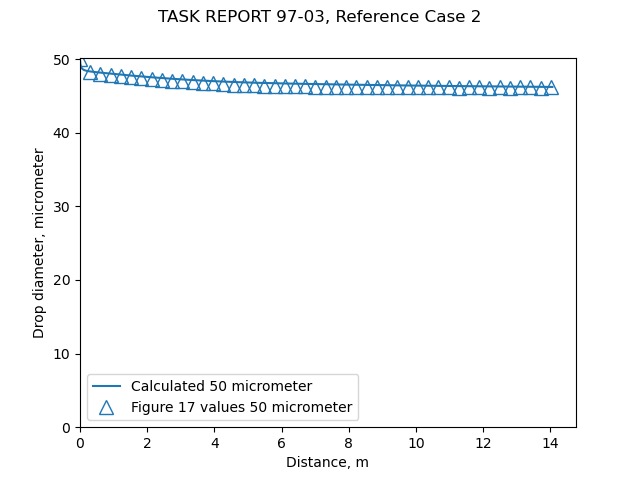 TASK REPORT 97-03, Reference Case 2
Drop diameter, micrometer
50
40
30
20
10
0
0 2 4 6 8 10 12 14
Distance, m
Calculated 50 micrometer
Figure 17 values 50 micrometer